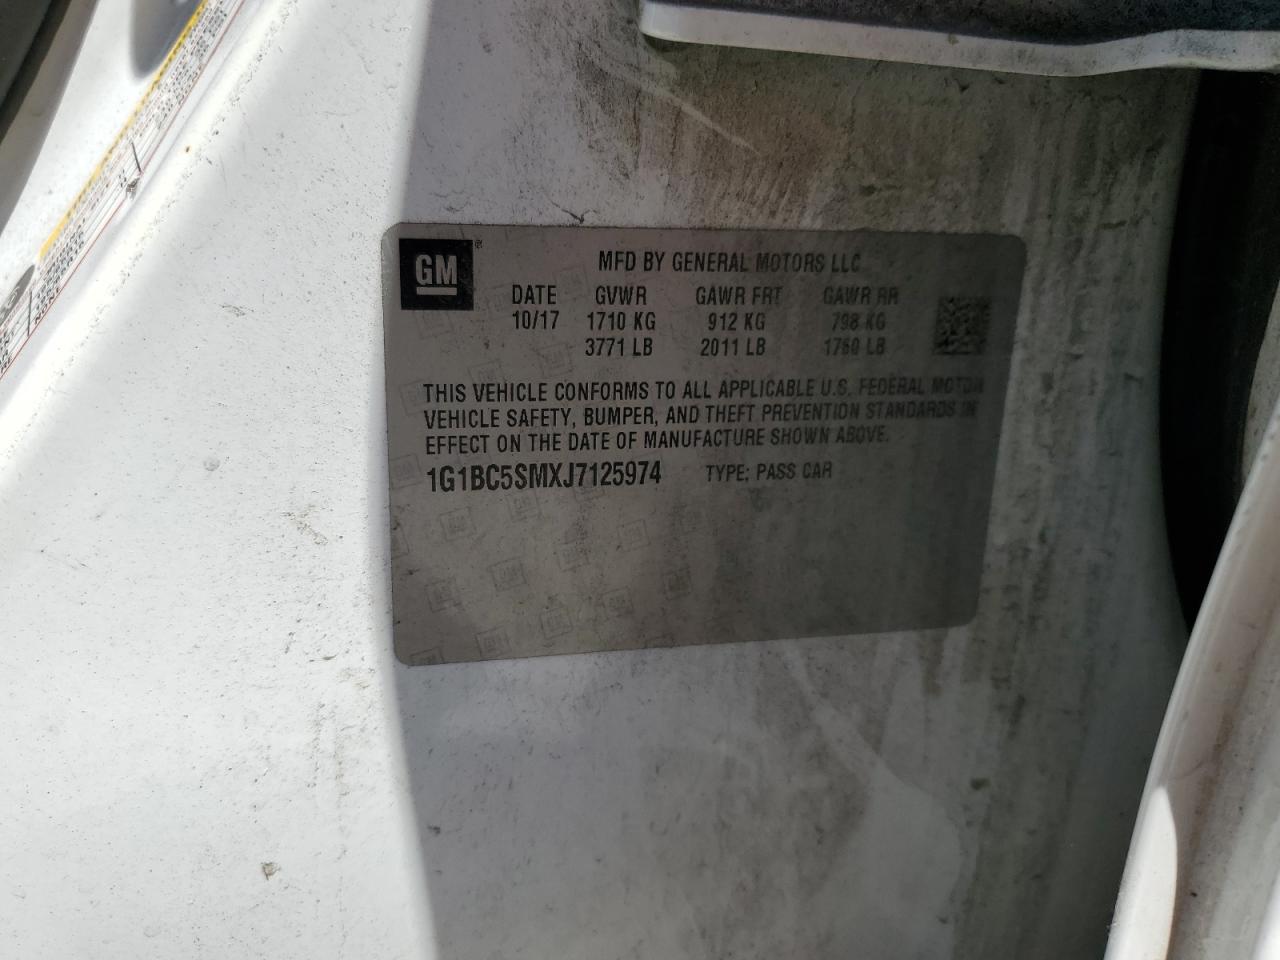 GM
MFD BY GENERAL MOTORS LLC
DATE GVWR GAWR FRT GAWR RR
10/17 1710 KG 912 KG 798 KG
3771 LB 2011 LB 1760 LB
THIS VEHICLE CONFORMS TO ALL APPLICABLE U.S. FEDERAL MOTOR
VEHICLE SAFETY, BUMPER, AND THEFT PREVENTION STANDARDS IN
EFFECT ON THE DATE OF MANUFACTURE SHOWN ABOVE.
1G1BC5SMXJ7125974 TYPE: PASS CAR